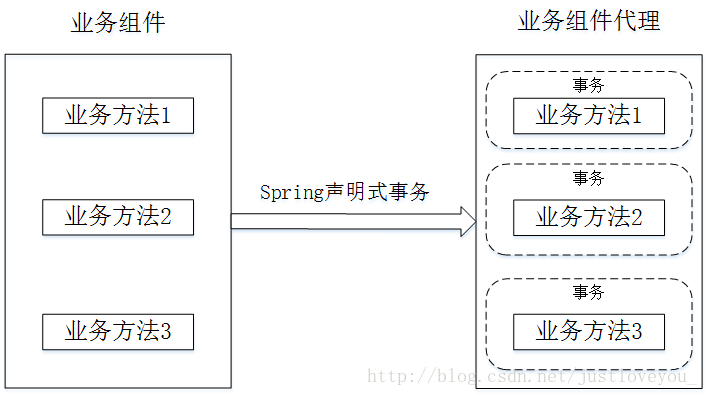 业务组件
业务组件代理
业务方法1
事务
业务方法1
Spring声明式事务
业务方法2
事务
业务方法2
业务方法3
事务
业务方法3
http://blog.csdn.net/justloveyou_